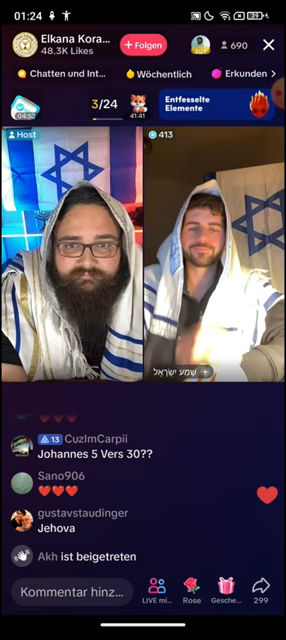 01:24
Elkana Kora...
48.3K Likes
+ Folgen
690
Chatten und Int...
Wöchentlich
Erkunden >
04:52
3/24
41:41
Entfesselte
Elemente
Host
413
שְׁמַע יִשְׂרָאֵל +
13 CuzImCarpii
Johannes 5 Vers 30??
Sano906
gustavstaudinger
Jehova
Akh ist beigetreten
Kommentar hinz...
LIVE mi...
Rose
Gesche...
299